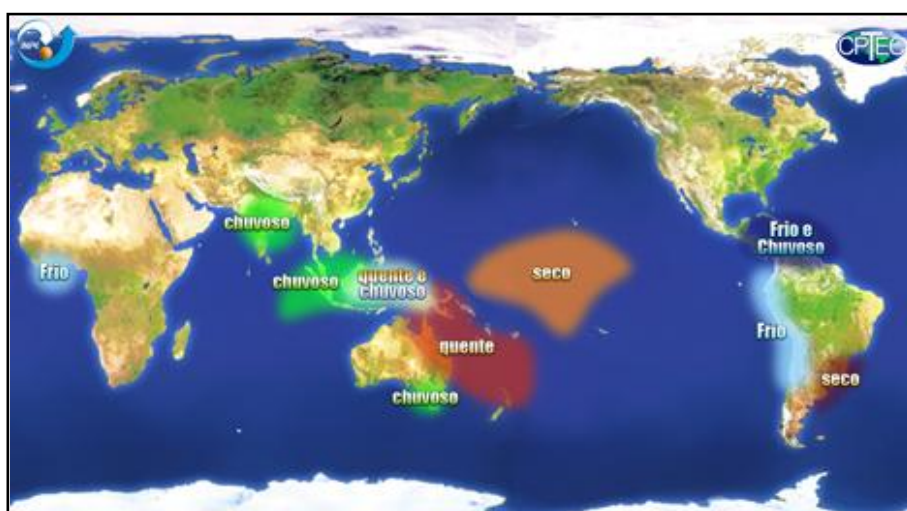 CPTEC
chuvoso
Frio e
Chuvoso
Frio
chuvoso
quente e
chuvoso
seco
quente
Frio
seco
chuvoso